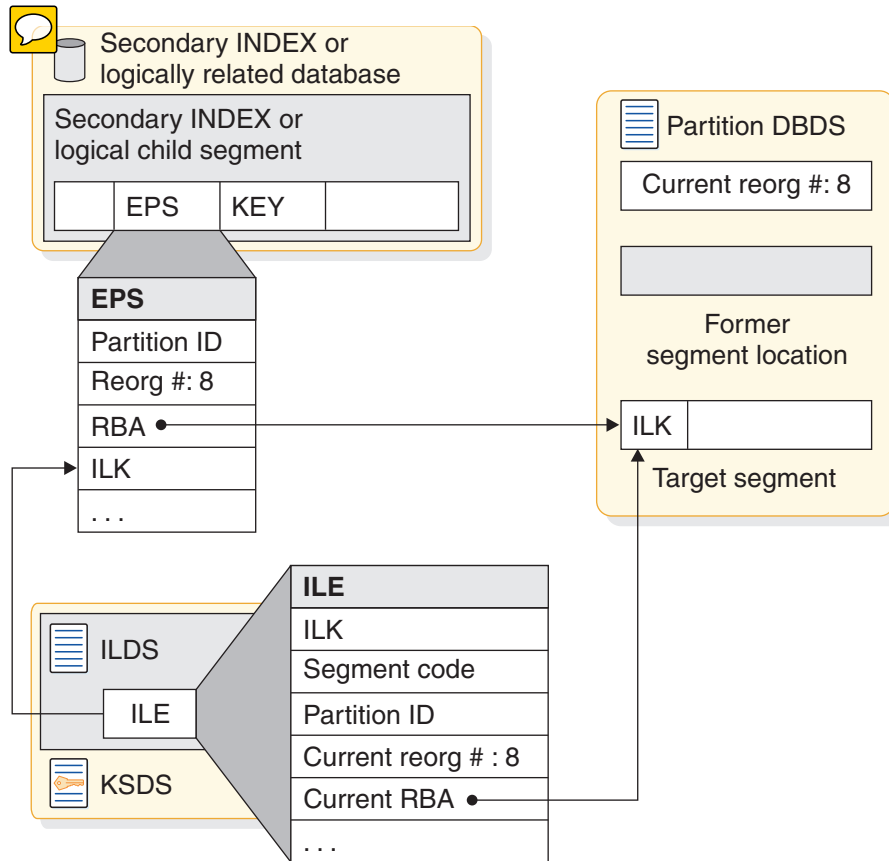 Secondary INDEX or
logically related database
Secondary INDEX or
logical child segment
EPS KEY
EPS
Partition ID
Reorg #: 8
RBA
ILK
. . .
Partition DBDS
Current reorg #: 8
Former
segment location
ILK
Target segment
ILDS
ILE
KSDS
ILE
ILK
Segment code
Partition ID
Current reorg # : 8
Current RBA
. . .